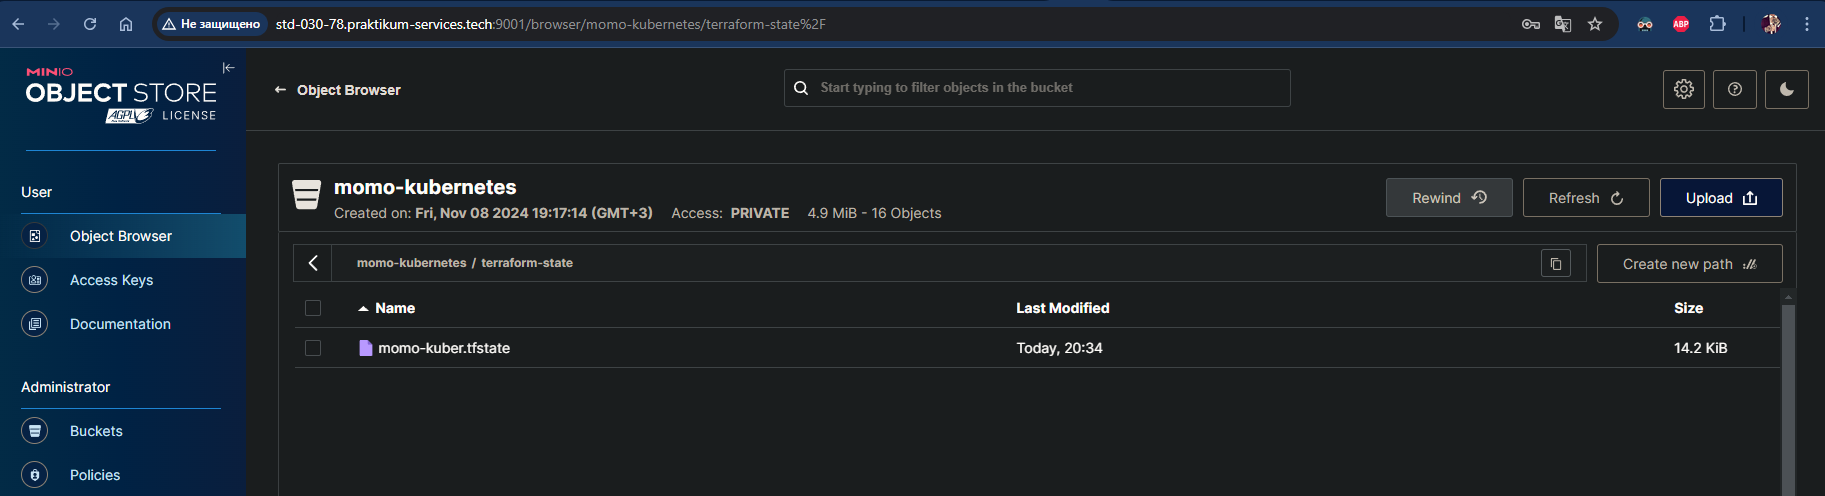 Не защищено
std-030-78.praktikum-services.tech:9001/browser/momo-kubernetes/terraform-state%2F
ABP
MINIO
OBJECT STORE
AGPLv3 LICENSE
User
Object Browser
Access Keys
Documentation
Administrator
Buckets
Policies
Object Browser
Start typing to filter objects in the bucket
momo-kubernetes
Created on: Fri, Nov 08 2024 19:17:14 (GMT+3) Access: PRIVATE 4.9 MiB - 16 Objects
Rewind
Refresh
Upload
momo-kubernetes / terraform-state
Create new path
Name Last Modified Size
momo-kuber.tfstate Today, 20:34 14.2 KiB